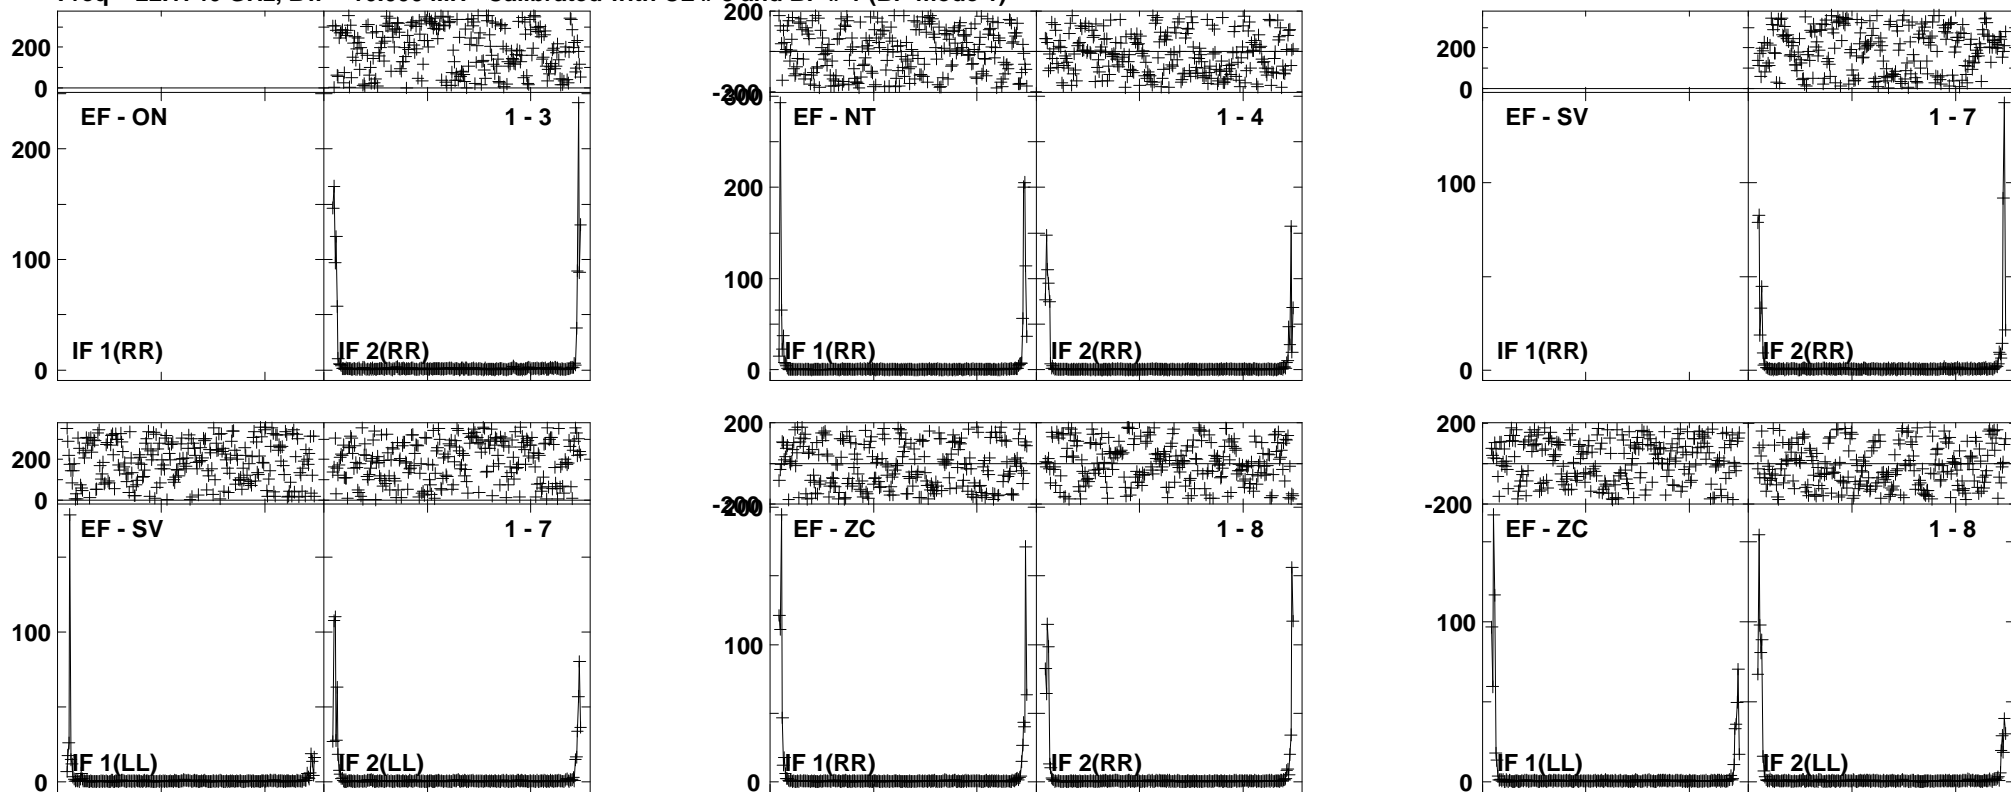 200 200 200
0 0
-200
300
EF - ON 1 - 3 EF - NT 1 - 4 EF - SV 1 - 7
200 200
100 100 100
IF 1(RR) IF 2(RR) IF 1(RR) IF 2(RR) IF 1(RR) IF 2(RR)
0 0 0
200 200 200
0
-200 -200
200
EF - SV 1 - 7 EF - ZC 1 - 8 EF - ZC 1 - 8
100 100 100
IF 1(LL) IF 2(LL) IF 1(RR) IF 2(RR) IF 1(LL) IF 2(LL)
0 0 0